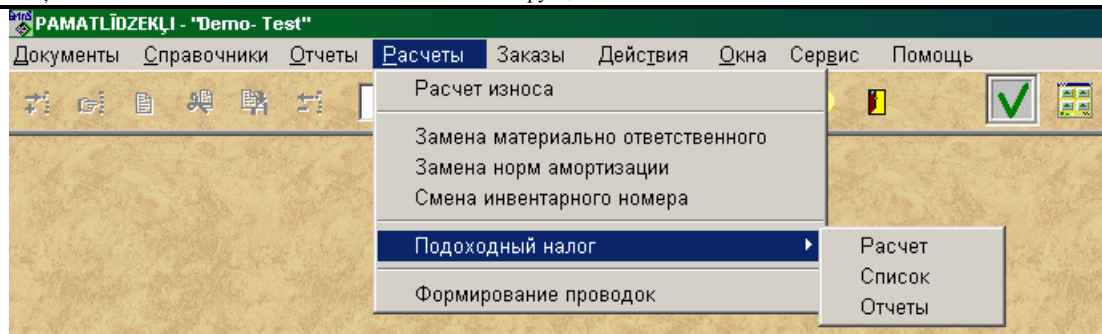 PAMATLĪDZEKĻI - "Demo- Test"
Документы Справочники Отчеты Расчеты Заказы Действия Окна Сервис Помощь
Расчет износа
Замена материально ответственного
Замена норм амортизации
Смена инвентарного номера
Подоходный налог
Расчет
Список
Отчеты
Формирование проводок